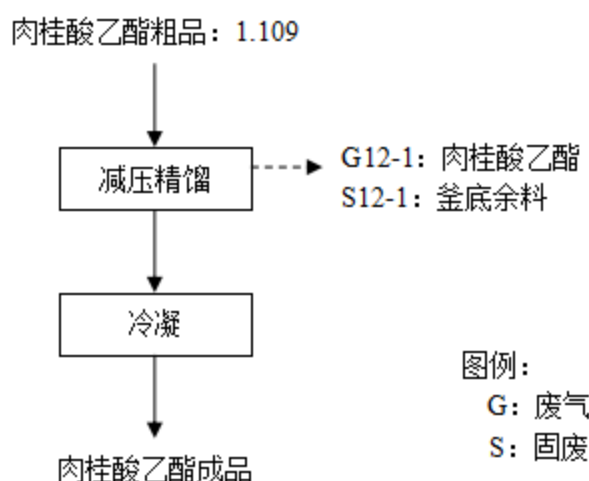 肉桂酸乙酯粗品：1.109
减压精馏
G12-1：肉桂酸乙酯
S12-1：釜底余料
冷凝
图例：
G：废气
S：固废
肉桂酸乙酯成品